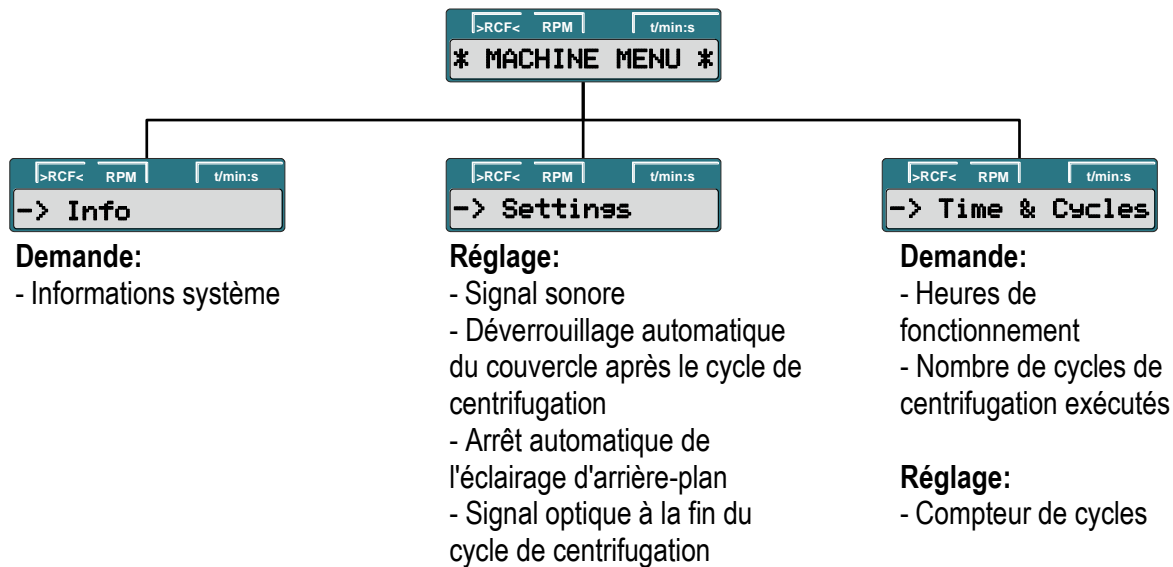 >RCF< RPM t/min:s
* MACHINE MENU *
>RCF< RPM t/min:s
-> Info
Demande:
- Informations système
>RCF< RPM t/min:s
-> Settings
Réglage:
- Signal sonore
- Déverrouillage automatique
du couvercle après le cycle de
centrifugation
- Arrêt automatique de
l'éclairage d'arrière-plan
- Signal optique à la fin du
cycle de centrifugation
>RCF< RPM t/min:s
-> Time & Cycles
Demande:
- Heures de
fonctionnement
- Nombre de cycles de
centrifugation exécutés
Réglage:
- Compteur de cycles